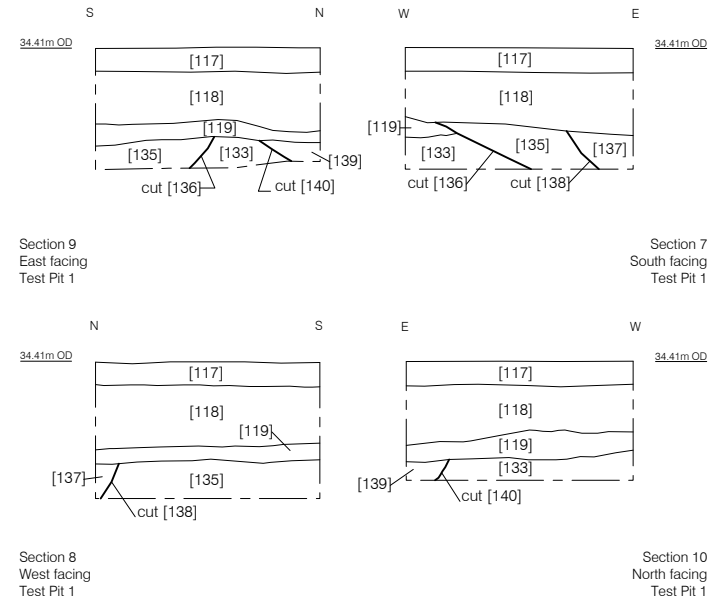 S N
34.41m OD
[117]
[118]
[119]
[135] [133] [139]
cut [136] cut [140]
Section 9
East facing
Test Pit 1
W E
34.41m OD
[117]
[118]
[119]
[133] [135] [137]
cut [136] cut [138]
Section 7
South facing
Test Pit 1
N S
34.41m OD
[117]
[118]
[119]
[137] [135]
cut [138]
Section 8
West facing
Test Pit 1
E W
34.41m OD
[117]
[118]
[119]
[133]
[139]
cut [140]
Section 10
North facing
Test Pit 1